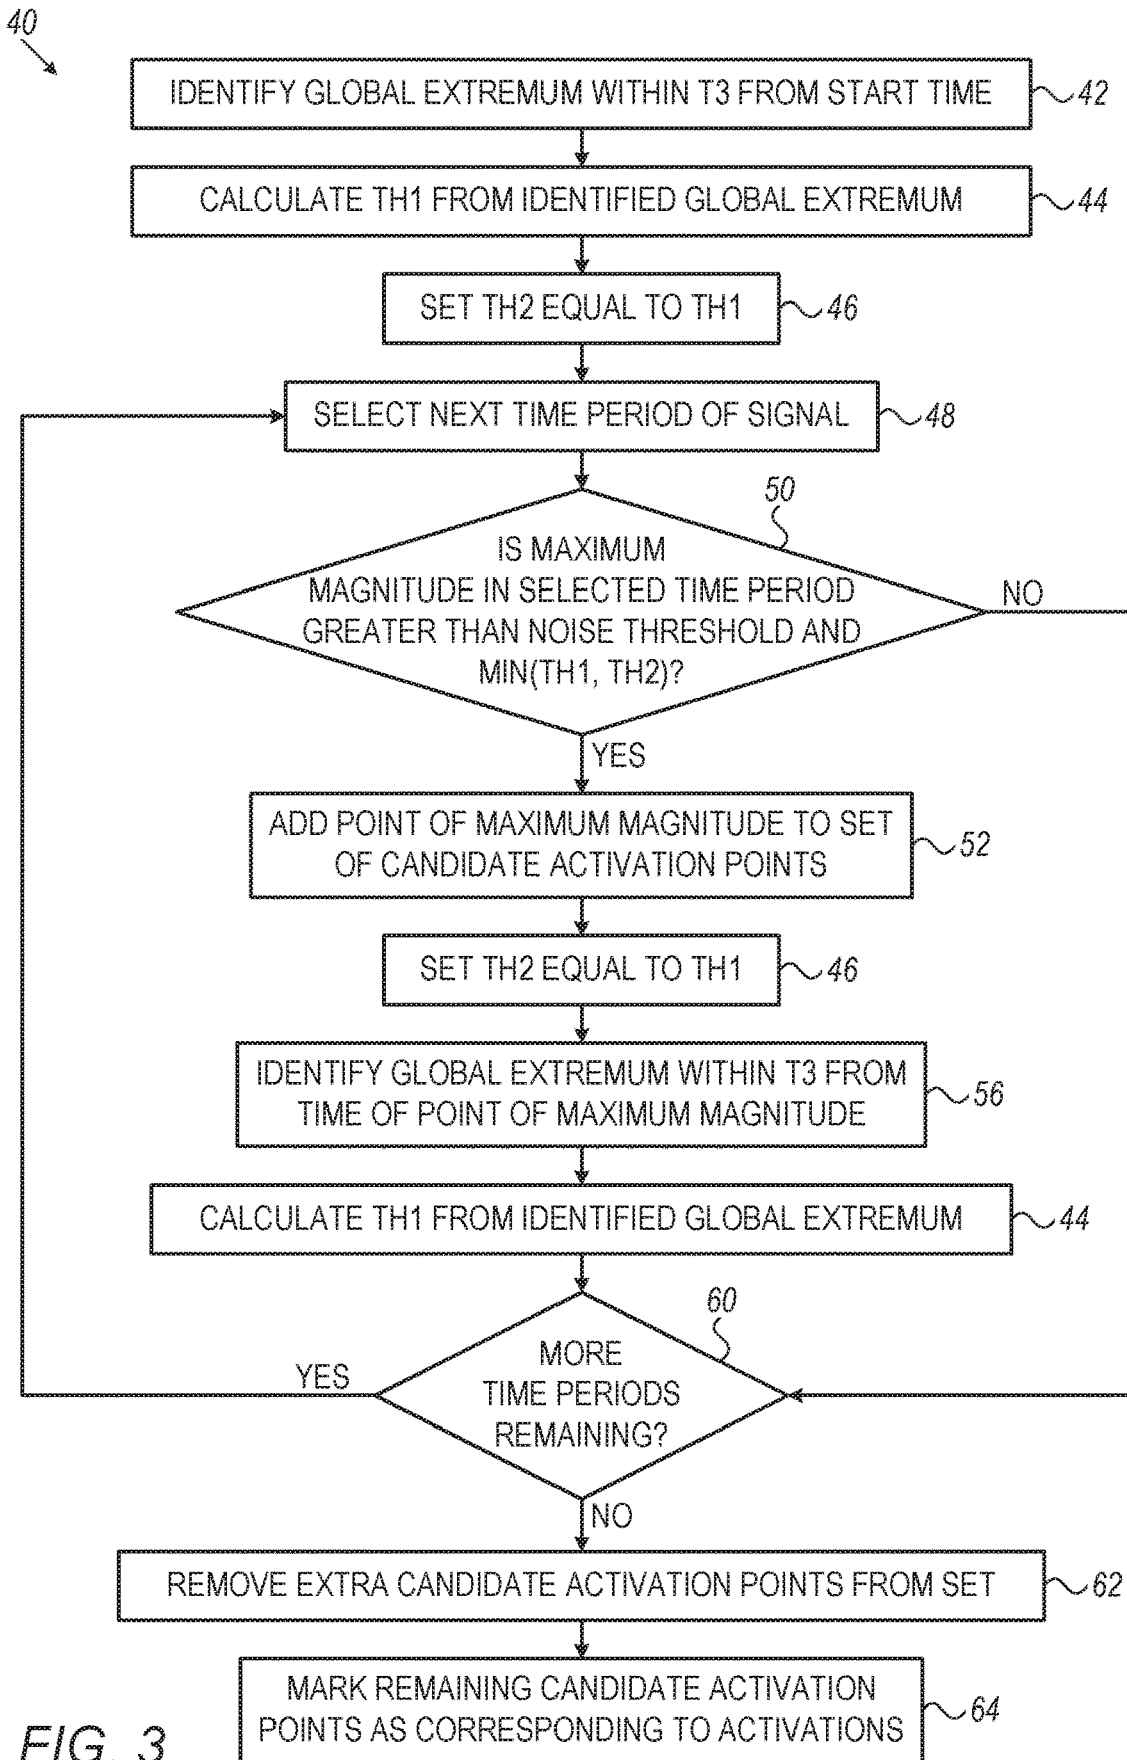 40
IDENTIFY GLOBAL EXTREMUM WITHIN T3 FROM START TIME
42
CALCULATE TH1 FROM IDENTIFIED GLOBAL EXTREMUM
44
SET TH2 EQUAL TO TH1
46
SELECT NEXT TIME PERIOD OF SIGNAL
48
50
IS MAXIMUM
MAGNITUDE IN SELECTED TIME PERIOD
GREATER THAN NOISE THRESHOLD AND
MIN(TH1, TH2)?
NO
YES
ADD POINT OF MAXIMUM MAGNITUDE TO SET
OF CANDIDATE ACTIVATION POINTS
52
SET TH2 EQUAL TO TH1
46
IDENTIFY GLOBAL EXTREMUM WITHIN T3 FROM
TIME OF POINT OF MAXIMUM MAGNITUDE
56
CALCULATE TH1 FROM IDENTIFIED GLOBAL EXTREMUM
44
60
MORE
TIME PERIODS
REMAINING?
YES
NO
REMOVE EXTRA CANDIDATE ACTIVATION POINTS FROM SET
62
MARK REMAINING CANDIDATE ACTIVATION
POINTS AS CORRESPONDING TO ACTIVATIONS
64
FIG. 3